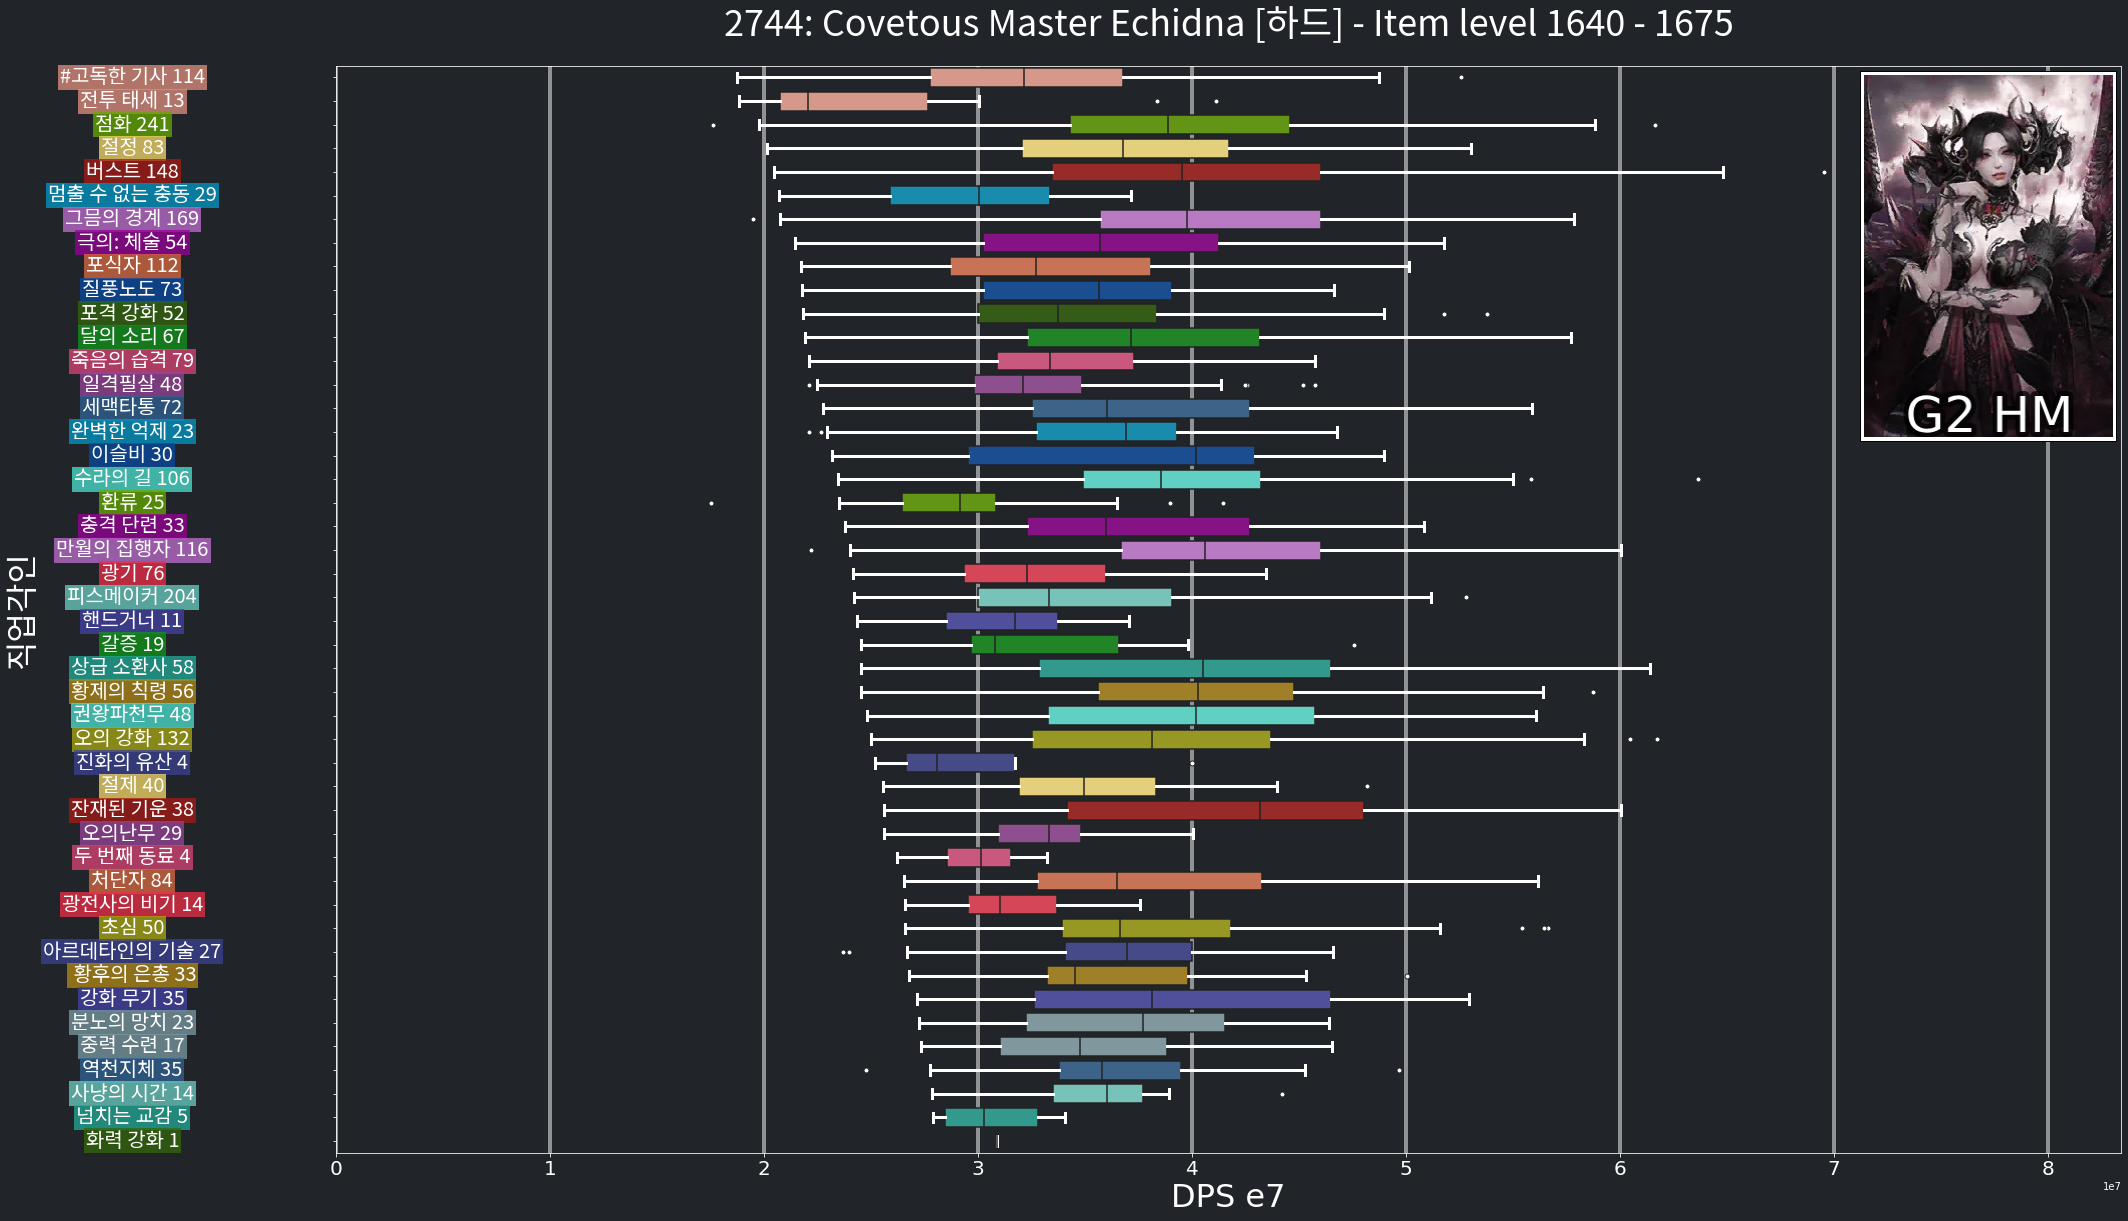 2744: Covetous Master Echidna [하드] - Item level 1640 - 1675
직업각인
#고독한 기사 114
전투 태세 13
점화 241
절정 83
버스트 148
멈출 수 없는 충동 29
그믐의 경계 169
극의: 체술 54
포식자 112
질풍노도 73
포격 강화 52
달의 소리 67
죽음의 습격 79
일격필살 48
세맥타통 72
완벽한 억제 23
이슬비 30
수라의 길 106
환류 25
충격 단련 33
만월의 집행자 116
광기 76
피스메이커 204
핸드거너 11
갈증 19
상급 소환사 58
황제의 칙령 56
권왕파천무 48
오의 강화 132
진화의 유산 4
절제 40
잔재된 기운 38
오의난무 29
두 번째 동료 4
처단자 84
광전사의 비기 14
초심 50
아르데타인의 기술 27
황후의 은총 33
강화 무기 35
분노의 망치 23
중력 수련 17
역천지체 35
사냥의 시간 14
넘치는 교감 5
화력 강화 1
G2 HM
0 1 2 3 4 5 6 7 8
1e7
DPS e7